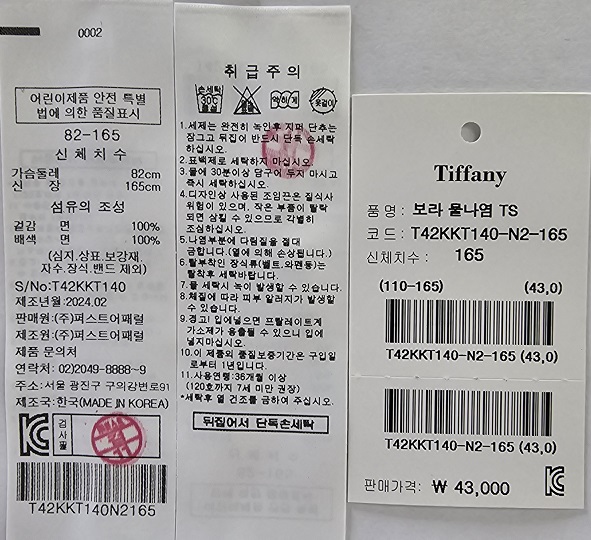 0002
어린이제품 안전 특별
법에 의한 품질표시
82-165
신체치수
가슴둘레 82cm
신 장 165cm
섬유의 조성
겉감 면 100%
배색 면 100%
(심지.상표.보강재.
자수.장식.밴드 제외)
S/No:T42KKT140
제조년월:2024.02
판매원:(주)퍼스트어패럴
제조원:(주)퍼스트어패럴
제품 문의처
연락처: 02)2049-8888~9
주소:서울 광진구 구의강변로91
제조국:한국(MADE IN KOREA)
검사필
T42KKT140N2165
취급주의
손세탁
30℃
중성
약하게
옷걸이
1.세제는 완전히 녹인후 지퍼 단추는
장그고 뒤집어 반드시 단독 손세탁
하십시오.
2.표백제로 세탁하지 마십시오.
3.물에 30분이상 담구어 두지 마시고
즉시 세탁하십시오.
4.디자인상 사용된 조임끈은 질식사
위험이 있으며, 작은 부품이 탈락
되면 삼킬 수 있으므로 각별히
조심하십시오.
5.나염부분에 다림질을 절대
금합니다.(열에 의해 손상됩니다.)
6.탈부착이 장식류(벨트,와펜등)는
탈착후 세탁바랍니다.
7.물 세탁시 녹이 발생할 수 있습니다.
8.체질에 따라 피부 알러지가 발생할
수 있습니다.
9.경고! 입에넣으면 프탈레이트계
가소제가 용출될 수 있으니 입에
넣지마십시오.
10.이 제품의 품질보증기간은 구입일
로부터 1년입니다.
11.사용연령:36개월 이상
(120호까지 7세 미만 권장)
*세탁후 열 건조를 금하여 주십시오.
뒤집어서 단독손세탁
Tiffany
품 명 : 보라 물나염 TS
코 드 : T42KKT140-N2-165
신체치수 : 165
(110-165) (43,0)
T42KKT140-N2-165 (43,0)
T42KKT140-N2-165 (43,0)
판매가격: ₩ 43,000